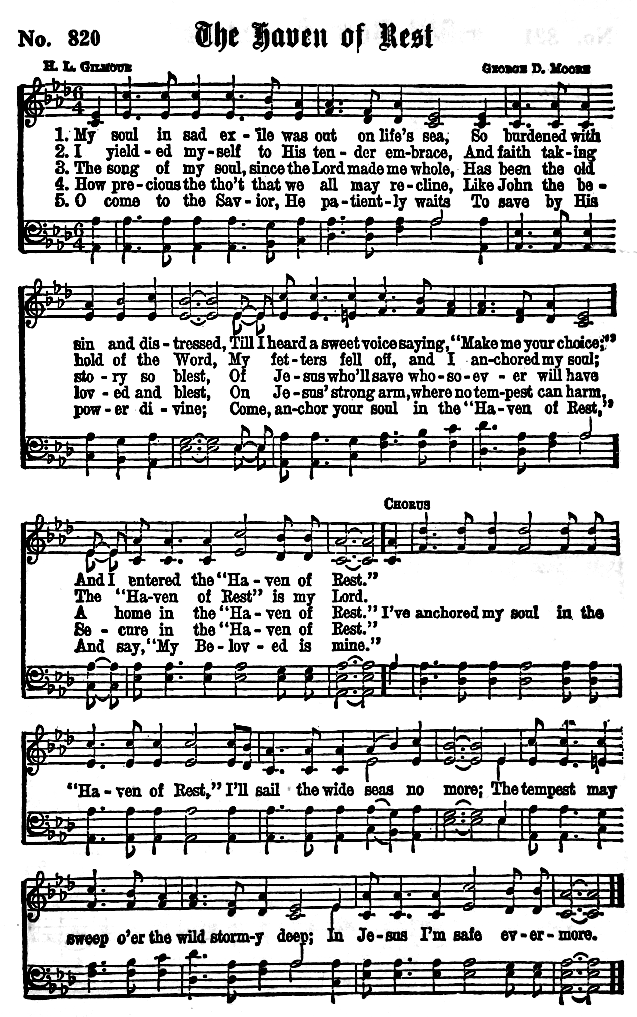 No. 820 The Haven of Rest
H. L. Gilmour George D. Moore
6 4
1. My soul in sad ex - ile was out on life's sea, So burdened with
2. I yield - ed my-self to His ten - der em-brace, And faith tak-ing
3. The song of my soul, since the Lord made me whole, Has been the old
4. How pre-cious the tho't that we all may re-cline, Like John the be -
5. O come to the Sav-ior, He pa-tient-ly waits To save by His
6 4
sin and dis-tressed, Till I heard a sweet voice saying, "Make me your choice;"
hold of the Word, My fet-ters fell off, and I an-chored my soul;
sto - ry so blest, Of Je-sus who'll save who-so-ev - er will have
lov - ed and blest, On Je-sus' strong arm, where no tem-pest can harm,
pow - er di - vine; Come, an-chor your soul in the "Ha-ven of Rest,"
Chorus
And I entered the "Ha - ven of Rest."
The "Ha-ven of Rest" is my Lord.
A home in the "Ha-ven of Rest." I've anchored my soul in the
Se - cure in the "Ha-ven of Rest."
And say, "My Be-lov - ed is mine."
"Ha - ven of Rest," I'll sail the wide seas no more; The tempest may
sweep o'er the wild storm-y deep; In Je-sus I'm safe ev-er-more.